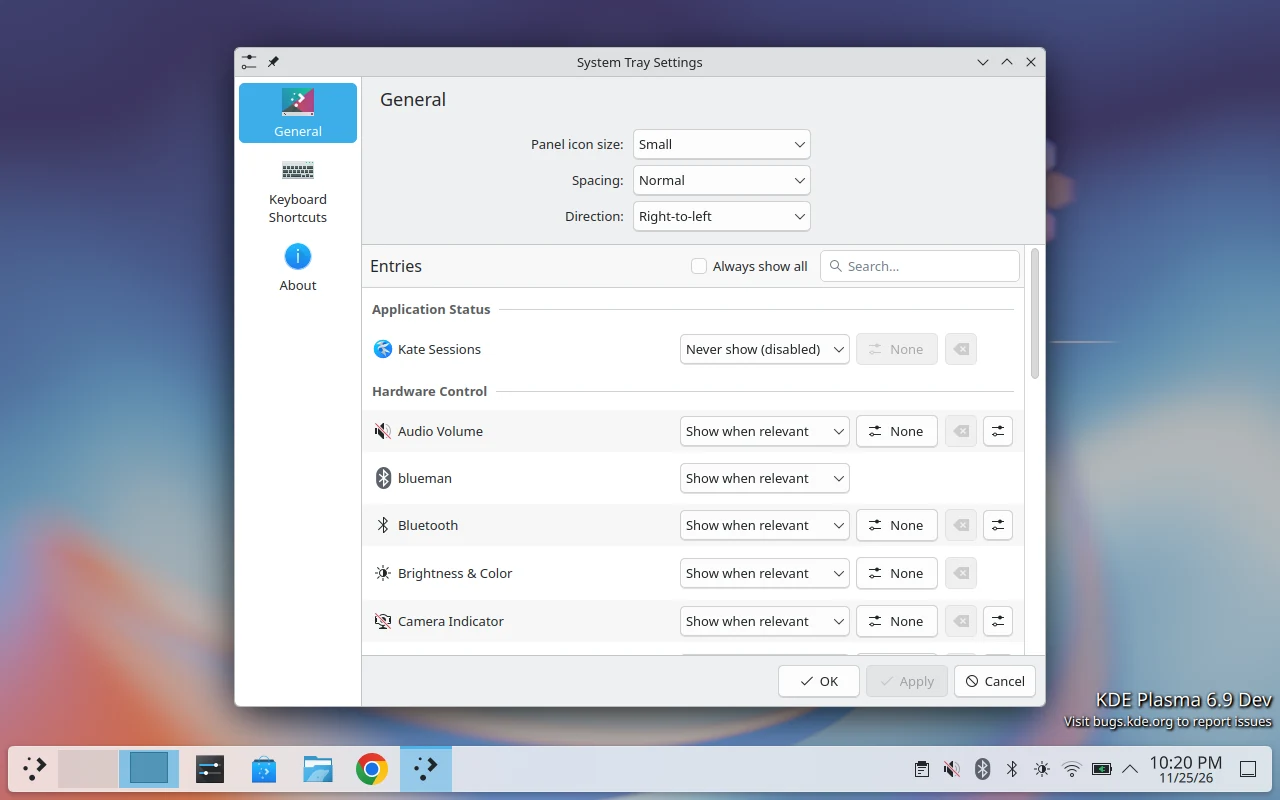 System Tray Settings
General
Keyboard
Shortcuts
About
General
Panel icon size: Small
Spacing: Normal
Direction: Right-to-left
Entries Always show all Search...
Application Status
Kate Sessions Never show (disabled) None
Hardware Control
Audio Volume Show when relevant None
blueman Show when relevant
Bluetooth Show when relevant None
Brightness & Color Show when relevant None
Camera Indicator Show when relevant None
OK Apply Cancel
KDE Plasma 6.9 Dev
Visit bugs.kde.org to report issues
10:20 PM
11/25/26